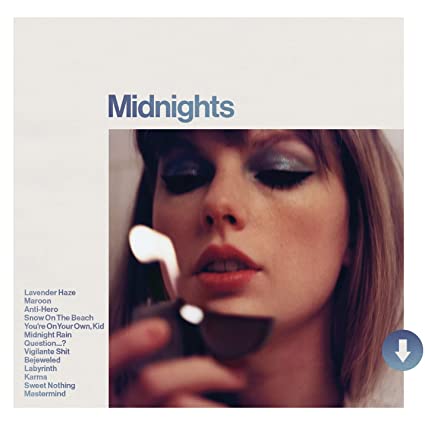 Midnights
Lavender Haze
Maroon
Anti-Hero
Snow On The Beach
You're On Your Own, Kid
Midnight Rain
Question...?
Vigilante Shit
Bejeweled
Labyrinth
Karma
Sweet Nothing
Mastermind